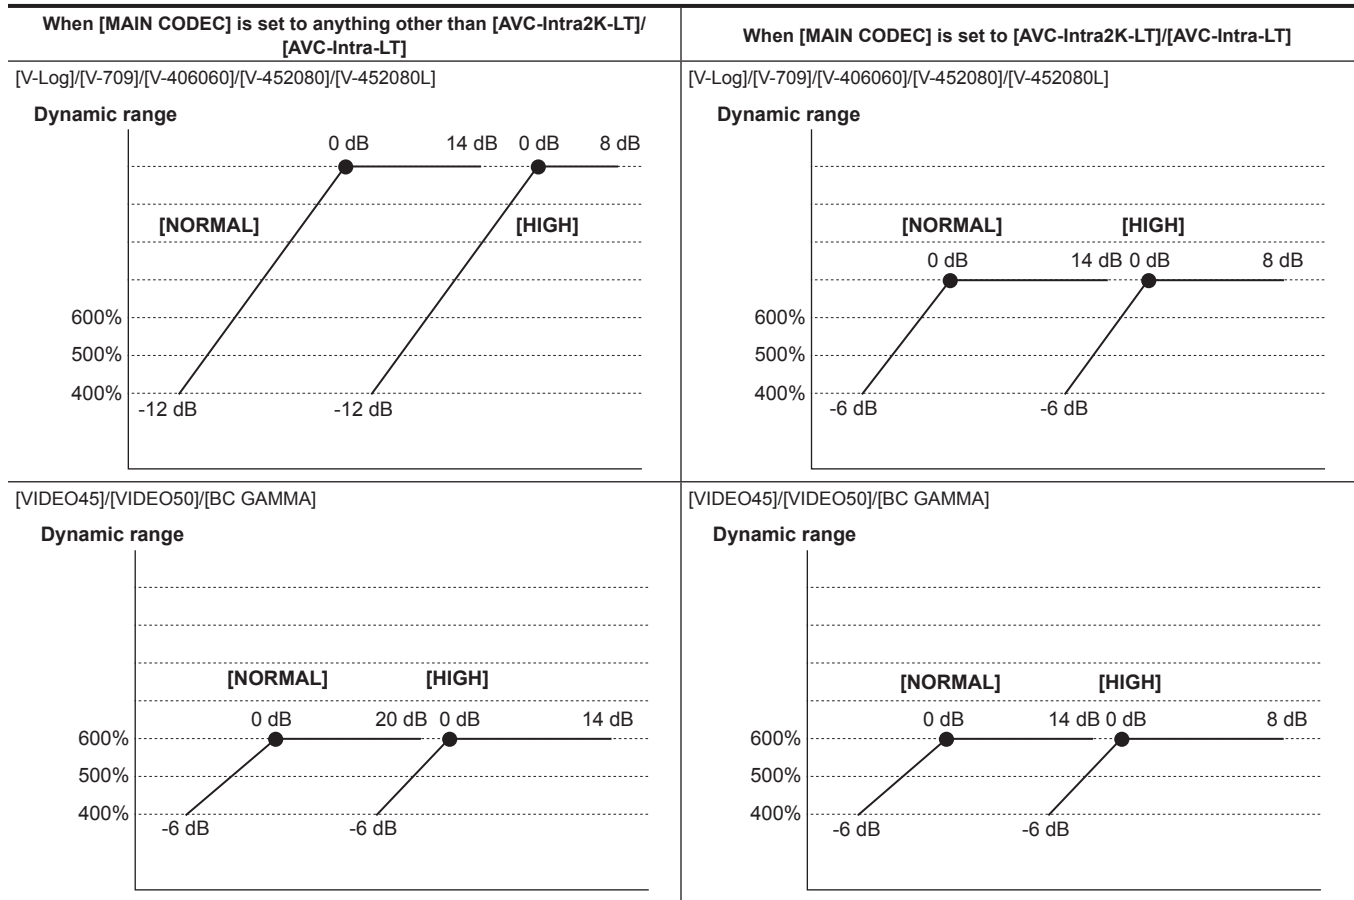 When [MAIN CODEC] is set to anything other than [AVC-Intra2K-LT]/
[AVC-Intra-LT]
When [MAIN CODEC] is set to [AVC-Intra2K-LT]/[AVC-Intra-LT]
[V-Log]/[V-709]/[V-406060]/[V-452080]/[V-452080L]
Dynamic range
0 dB 14 dB 0 dB 8 dB
[NORMAL] [HIGH]
600%
500%
400%
-12 dB -12 dB
[V-Log]/[V-709]/[V-406060]/[V-452080]/[V-452080L]
Dynamic range
[NORMAL] [HIGH]
0 dB 14 dB 0 dB 8 dB
600%
500%
400%
-6 dB -6 dB
[VIDEO45]/[VIDEO50]/[BC GAMMA]
Dynamic range
[NORMAL] [HIGH]
0 dB 20 dB 0 dB 14 dB
600%
500%
400%
-6 dB -6 dB
[VIDEO45]/[VIDEO50]/[BC GAMMA]
Dynamic range
[NORMAL] [HIGH]
0 dB 14 dB 0 dB 8 dB
600%
500%
400%
-6 dB -6 dB